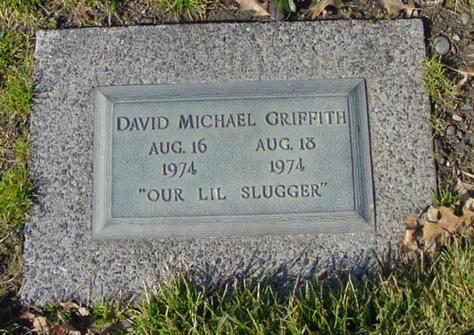 David Michael Griffith
Aug. 16 Aug. 18
1974 1974
"Our Lil Slugger"